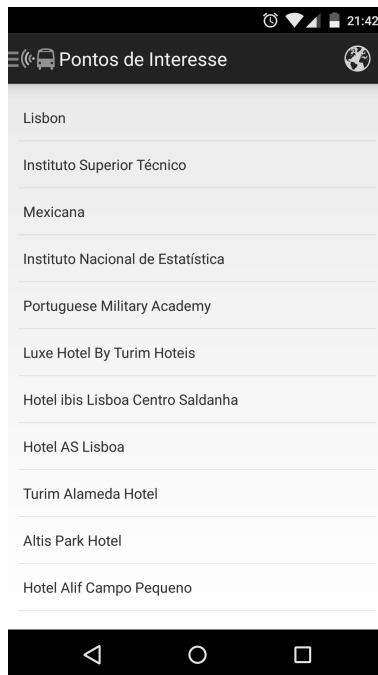 21:42
Pontos de Interesse
Lisbon
Instituto Superior Técnico
Mexicana
Instituto Nacional de Estatística
Portuguese Military Academy
Luxe Hotel By Turim Hoteis
Hotel ibis Lisboa Centro Saldanha
Hotel AS Lisboa
Turim Alameda Hotel
Altis Park Hotel
Hotel Alif Campo Pequeno